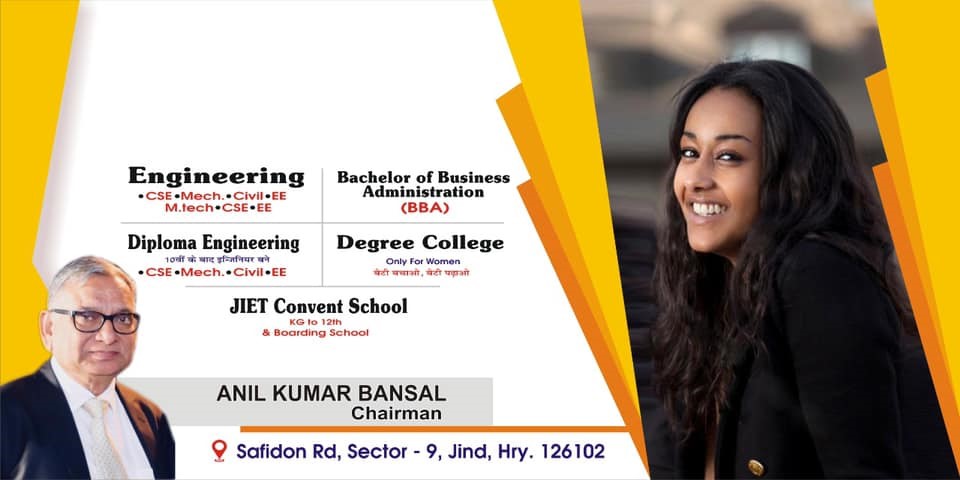 Engineering
•CSE•Mech.•Civil•EE
M.tech•CSE•EE
Bachelor of Business
Administration
(BBA)
Diploma Engineering
10वीं के बाद इन्जिनियर बने
•CSE•Mech.•Civil•EE
Degree College
Only For Women
बेटी बचाओ, बेटी पढ़ाओ
JIET Convent School
KG to 12th
& Boarding School
ANIL KUMAR BANSAL
Chairman
Safidon Rd, Sector - 9, Jind, Hry. 126102